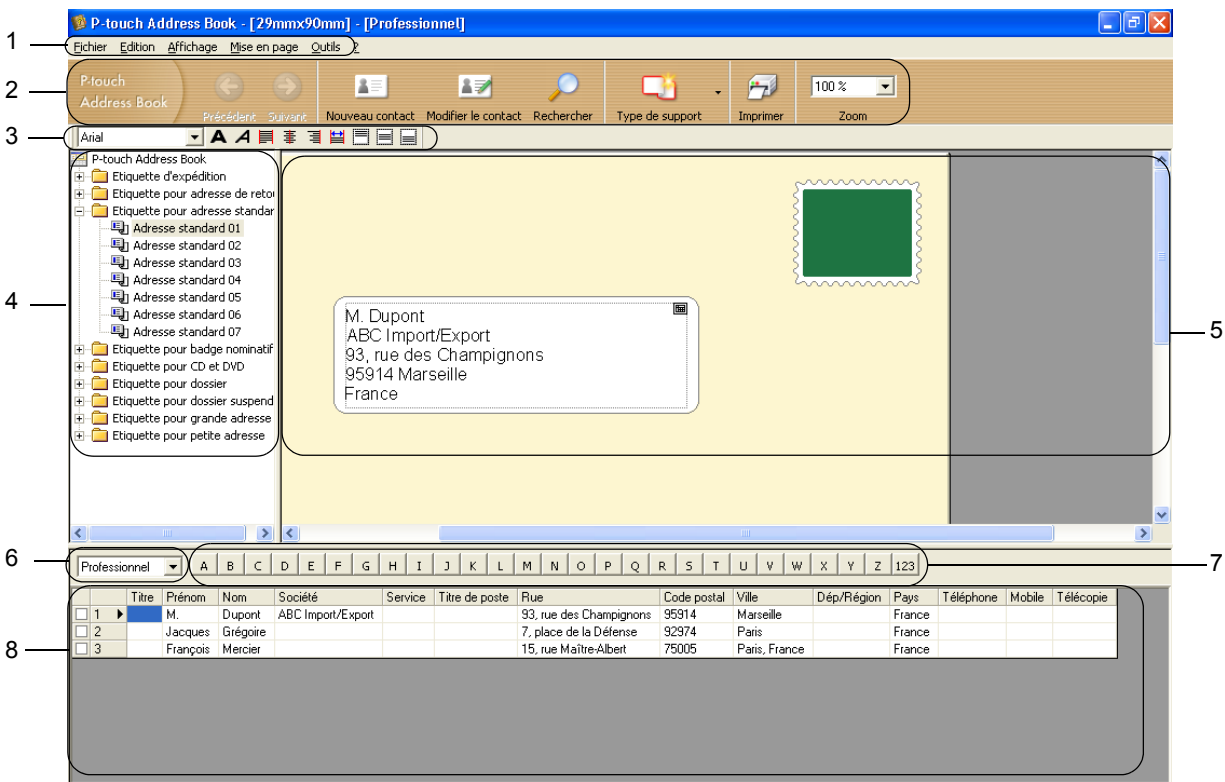 P-touch Address Book - [29mmx90mm] - [Professionnel]
1
Fichier Edition Affichage Mise en page Outils ?
2
P-touch
Address Book
Précédent Suivant Nouveau contact Modifier le contact Rechercher Type de support Imprimer 100 % Zoom
3
Arial A A
P-touch Address Book
Etiquette d'expédition
Etiquette pour adresse de retou
Etiquette pour adresse standar
Adresse standard 01
Adresse standard 02
Adresse standard 03
Adresse standard 04
Adresse standard 05
Adresse standard 06
Adresse standard 07
Etiquette pour badge nominatif
Etiquette pour CD et DVD
Etiquette pour dossier
Etiquette pour dossier suspend
Etiquette pour grande adresse
Etiquette pour petite adresse
4
M. Dupont
ABC Import/Export
93, rue des Champignons
95914 Marseille
France
5
6
Professionnel
A B C D E F G H I J K L M N O P Q R S T U V W X Y Z 123
7
Titre Prénom Nom Société Service Titre de poste Rue Code postal Ville Dép/Région Pays Téléphone Mobile Télécopie
1 M. Dupont ABC Import/Export 93, rue des Champignons 95914 Marseille France
2 Jacques Grégoire 7, place de la Défense 92974 Paris France
3 François Mercier 15, rue Maître-Albert 75005 Paris, France France
8